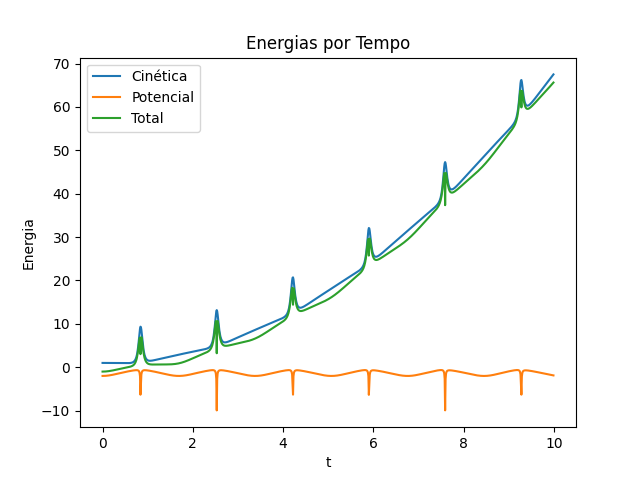 Energias por Tempo
Cinética
Potencial
Total
Energia
70
60
50
40
30
20
10
0
−10
0 2 4 6 8 10
t